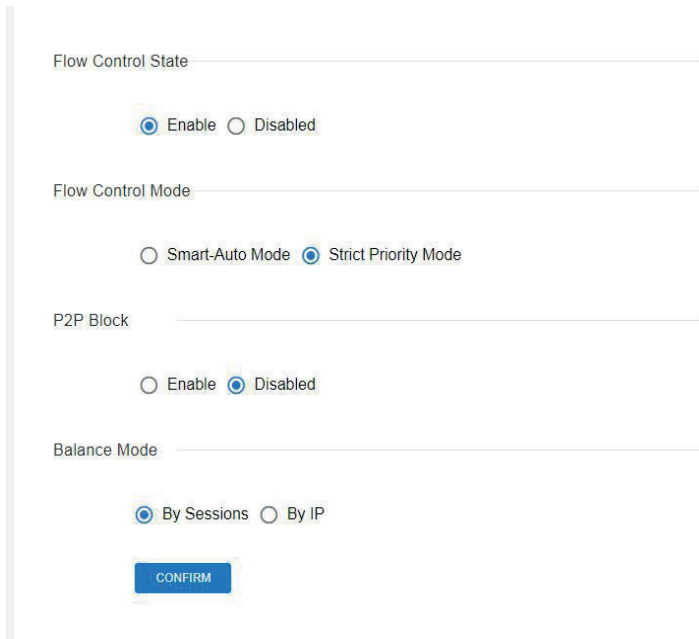 Flow Control State
Enable Disabled
Flow Control Mode
Smart-Auto Mode Strict Priority Mode
P2P Block
Enable Disabled
Balance Mode
By Sessions By IP
CONFIRM